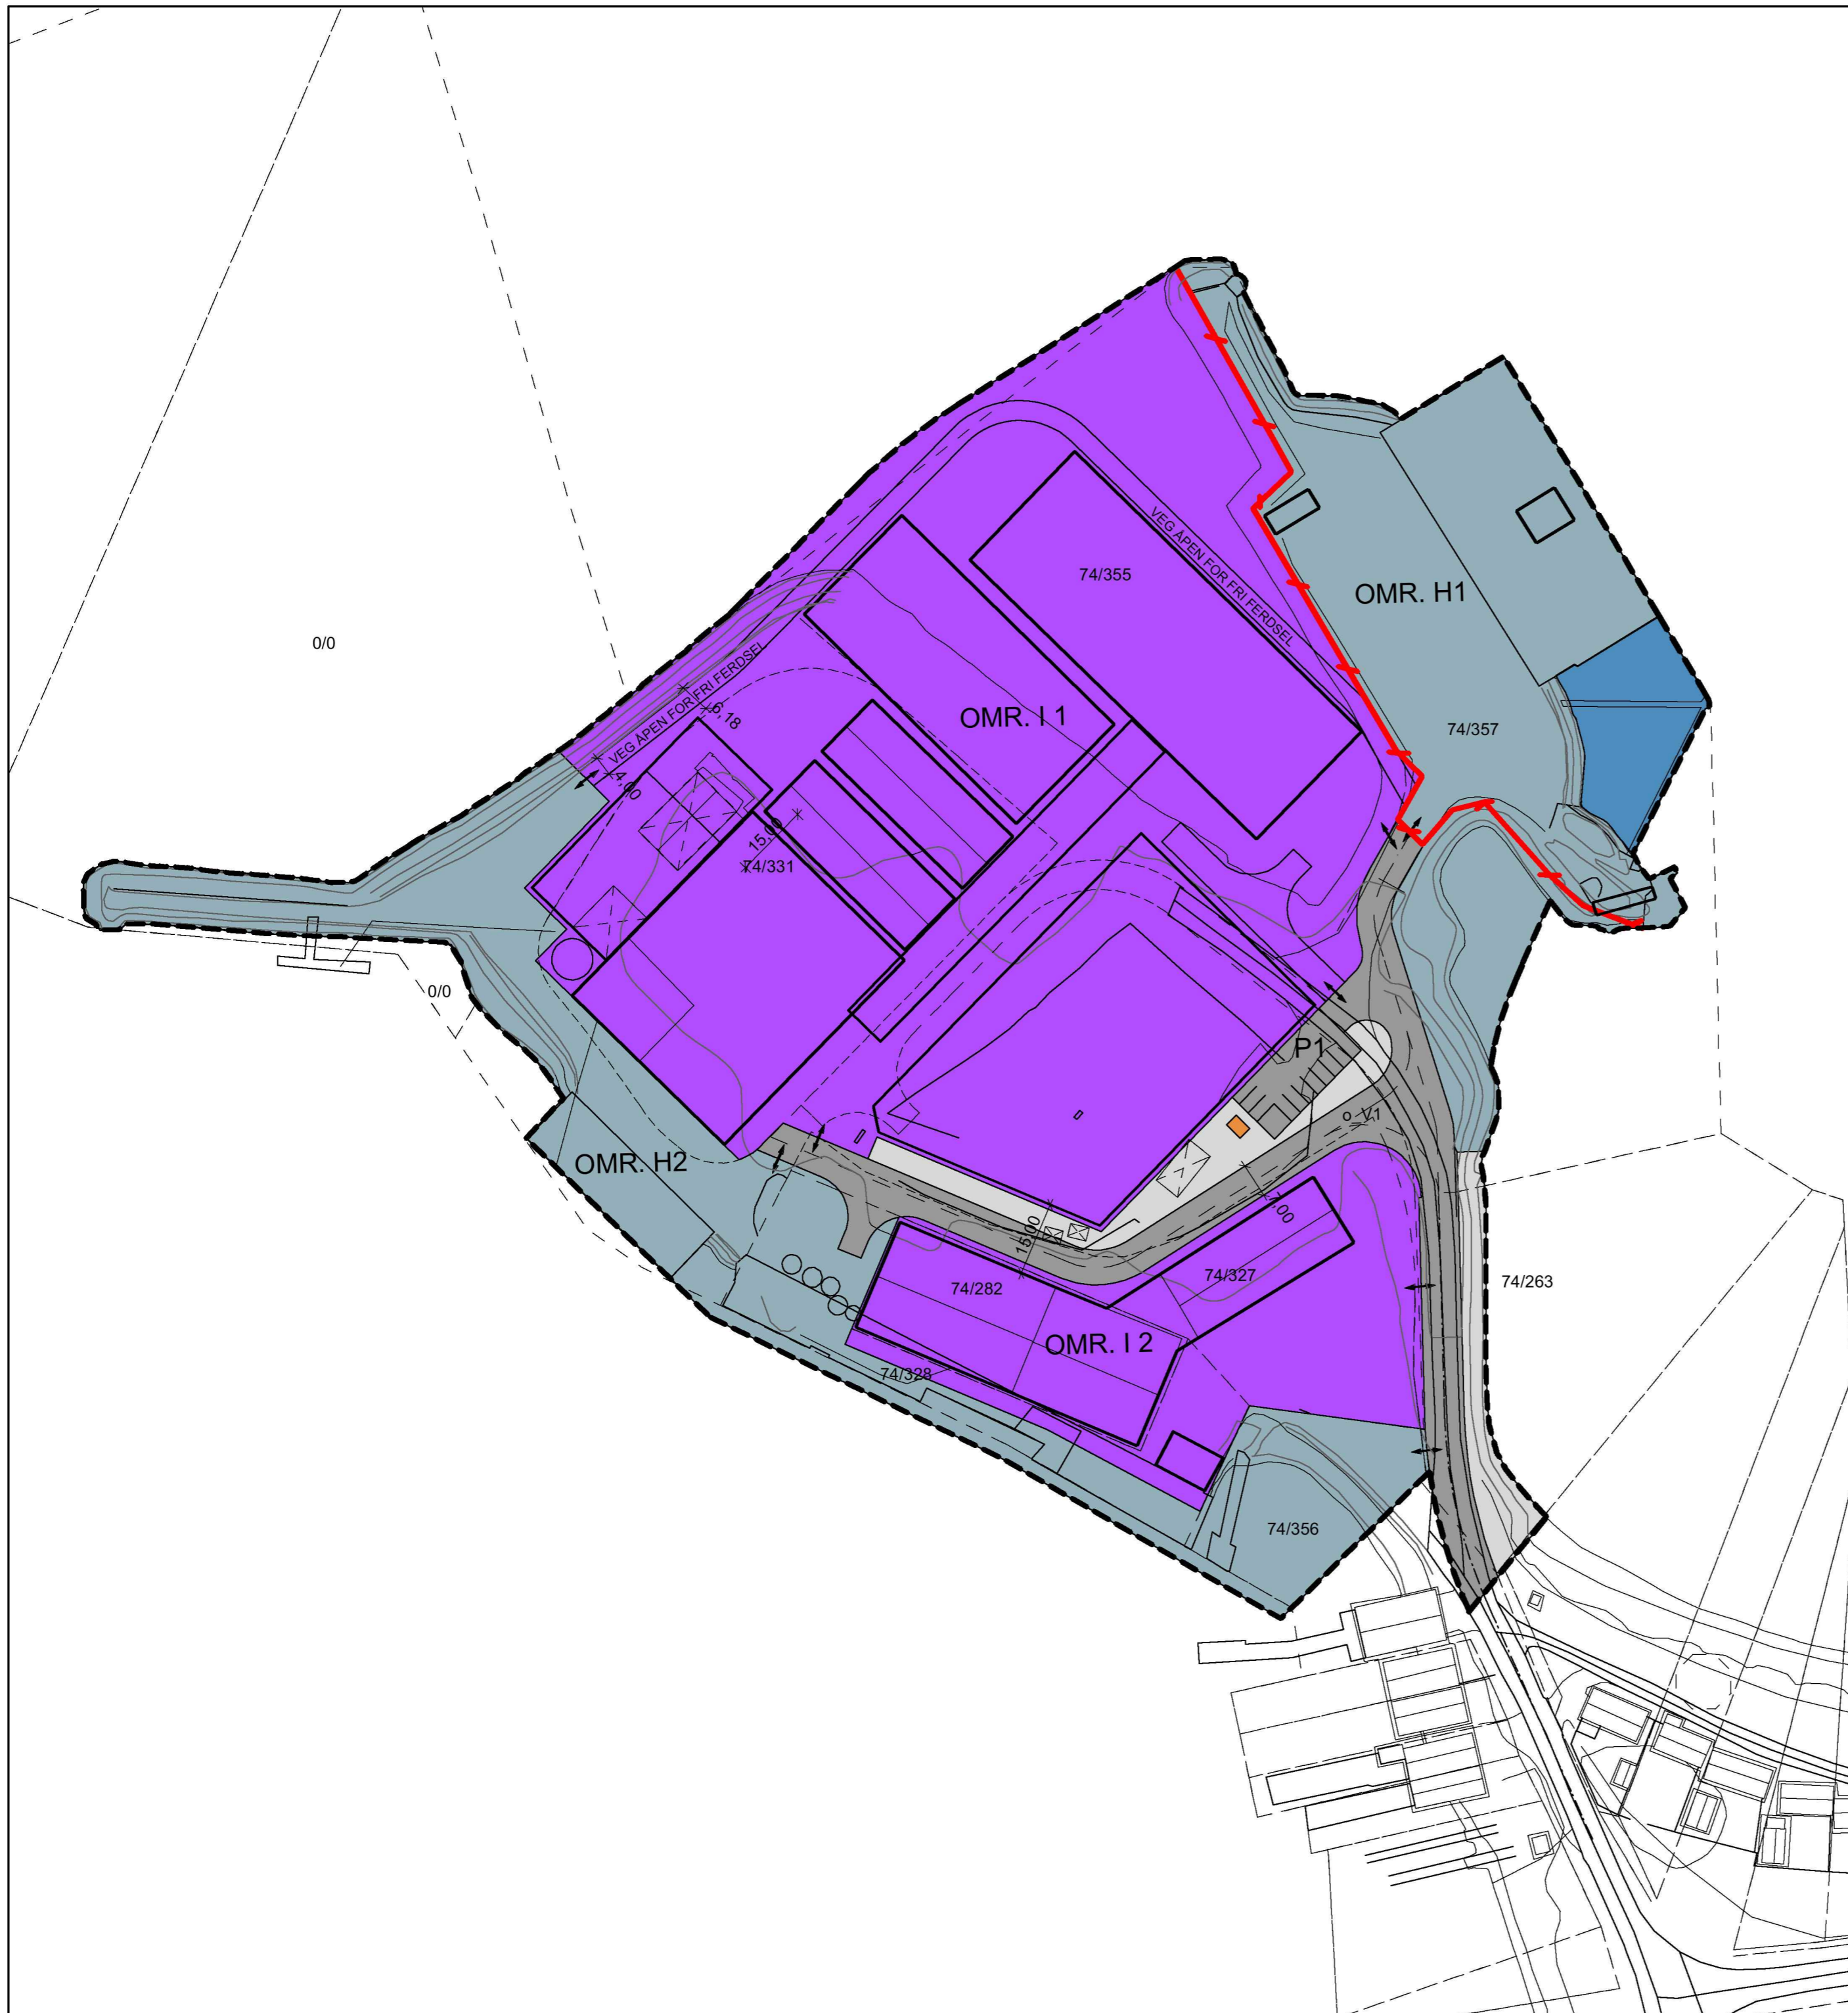 VEG ÅPEN FOR FRI FERDSEL
74/355
OMR. H1
0/0
VEG ÅPEN FOR FRI FERDSEL
6,18
OMR. I 1
74/357
4,00
15,00
74/331
0/0
P1
o_V1
OMR. H2
7,00
15,00
74/282
74/327
74/263
OMR. I 2
74/328
74/356